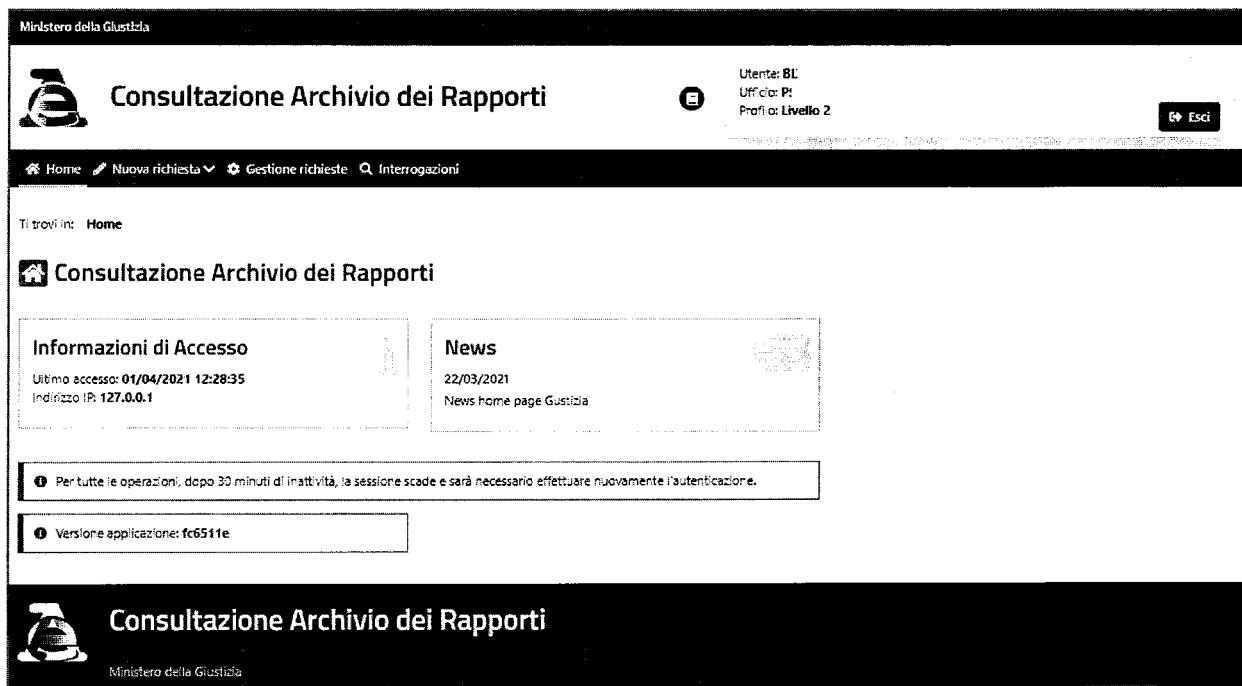 Ministero della Giustizia
Consultazione Archivio dei Rapporti
Utente: BL
Ufficio: P!
Profilo: Livello 2
Esci
Home Nuova richiesta Gestione richieste Interrogazioni
Ti trovi in: Home
Consultazione Archivio dei Rapporti
Informazioni di Accesso
Ultimo accesso: 01/04/2021 12:28:35
Indirizzo IP: 127.0.0.1
News
22/03/2021
News home page Gustizia
Per tutte le operazioni, dopo 30 minuti di inattività, la sessione scade e sarà necessario effettuare nuovamente l'autenticazione.
Versione applicazione: fc6511e
Consultazione Archivio dei Rapporti
Ministero della Giustizia